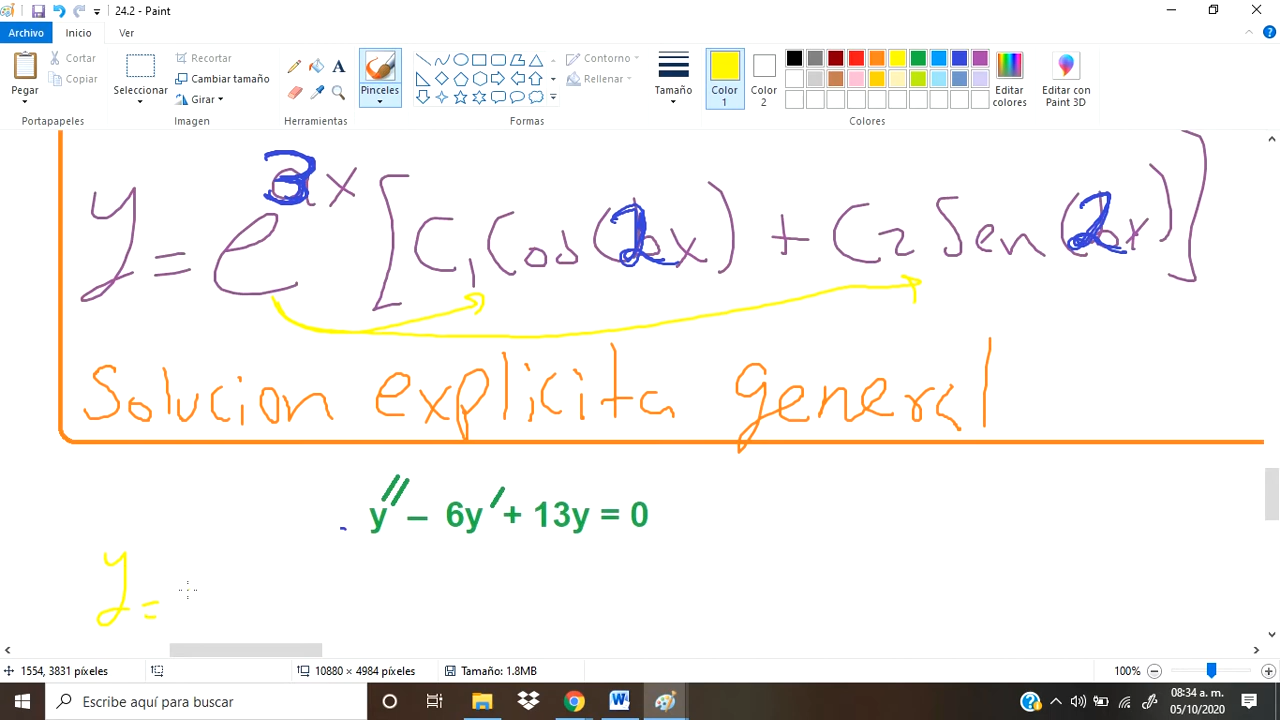 24.2 - Paint
Archivo Inicio Ver
Pegar Cortar Copiar Seleccionar Recortar Cambiar tamaño Girar Pinceles Contorno Rellenar Tamaño Color 1 Color 2 Editar colores Editar con Paint 3D
Portapapeles Imagen Herramientas Formas Colores
y = e^3x [C1 Cos(2x) + C2 Sen(2x)]
Solucion explicita general
y'' – 6y' + 13y = 0
y =
1554, 3831 píxeles 10880 × 4984 píxeles Tamaño: 1.8MB 100%
Escribe aquí para buscar 08:34 a. m.
05/10/2020